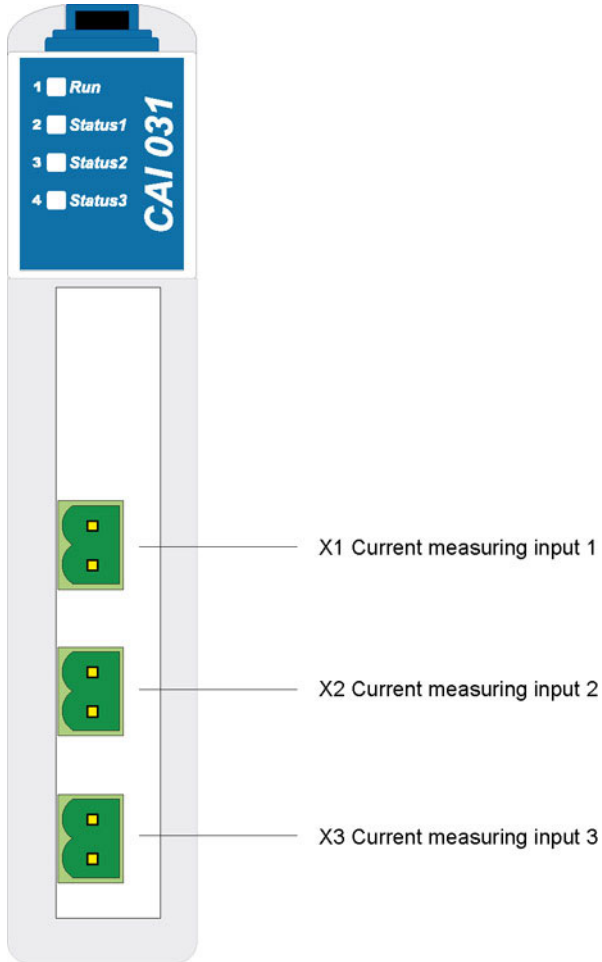 1 Run
2 Status1
3 Status2
4 Status3
CAI 031
X1 Current measuring input 1
X2 Current measuring input 2
X3 Current measuring input 3